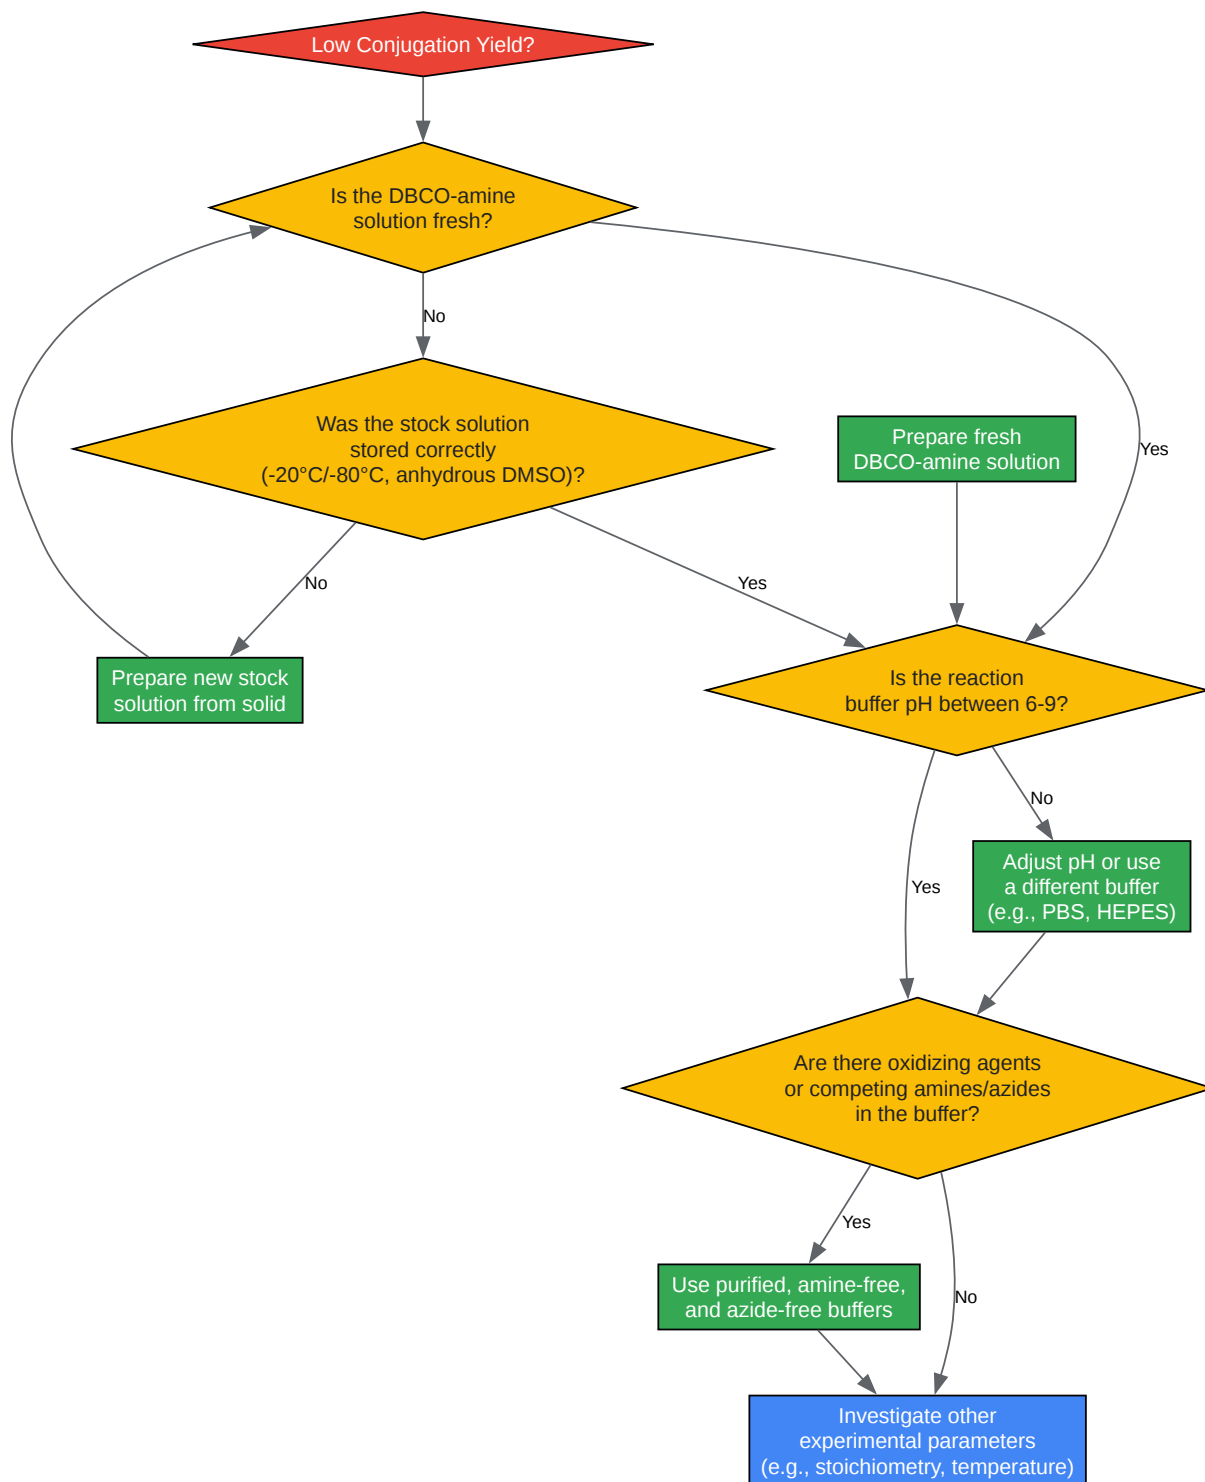 Low Conjugation Yield?
Is the DBCO-amine
solution fresh?
No
Was the stock solution
stored correctly
(-20°C/-80°C, anhydrous DMSO)?
Prepare fresh
DBCO-amine solution
Yes
No
Yes
Prepare new stock
solution from solid
Is the reaction
buffer pH between 6-9?
No
Yes
Adjust pH or use
a different buffer
(e.g., PBS, HEPES)
Are there oxidizing agents
or competing amines/azides
in the buffer?
Yes
No
Use purified, amine-free,
and azide-free buffers
Investigate other
experimental parameters
(e.g., stoichiometry, temperature)